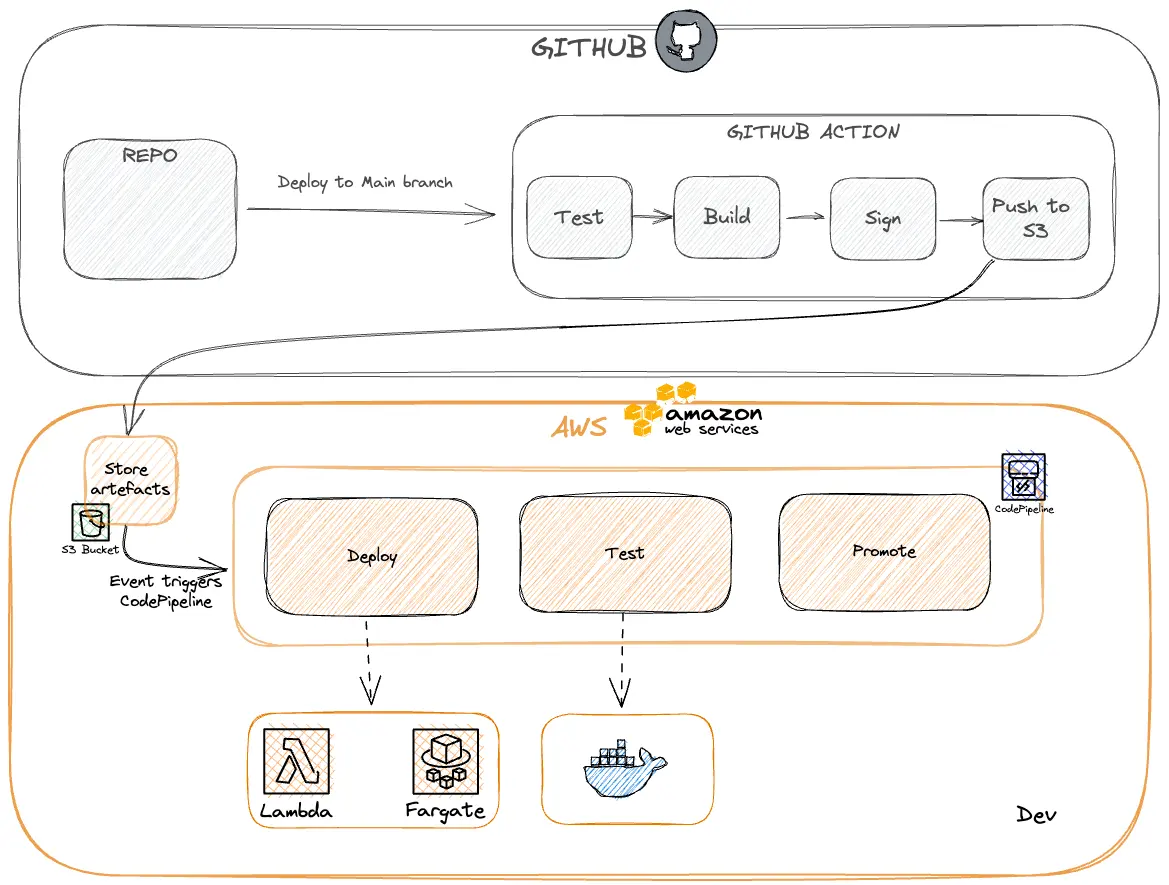 GITHUB
GITHUB ACTION
REPO
Deploy to Main branch
Test
Build
Sign
Push to
S3
AWS
amazon
web services
Store
artefacts
S3 Bucket
Event triggers
CodePipeline
CodePipeline
Deploy
Test
Promote
Lambda
Fargate
Dev